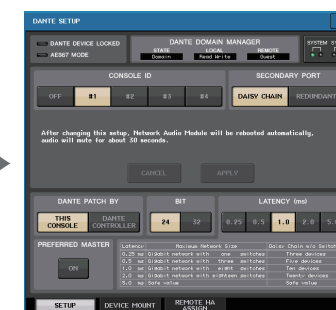 DANTE SETUP
DANTE DEVICE LOCKED
AES67 MODE
DANTE DOMAIN MANAGER
STATE LOCAL REMOTE
Domain Read Write Guest
SYSTEM
CONSOLE ID
OFF #1 #2 #3 #4
SECONDARY PORT
DAISY CHAIN REDUNDANT
After changing this setup, Network Audio Module will be rebooted automatically,
audio will mute for about 30 seconds.
CANCEL APPLY
DANTE PATCH BY
THIS CONSOLE
DANTE CONTROLLER
BIT
24 32
LATENCY (ms)
0.25 0.5 1.0 2.0 5.0
PREFERRED MASTER
ON
Latency Maximum Network Size Daisy Chain w/o Switch
0.25 ms Gigabit network with one switches Three devices
0.5 ms Gigabit network with three switches Five devices
1.0 ms Gigabit network with eight switches Ten devices
2.0 ms Gigabit network with eighteen switches Twenty devices
5.0 ms Safe value Safe value
SETUP DEVICE MOUNT REMOTE HA ASSIGN